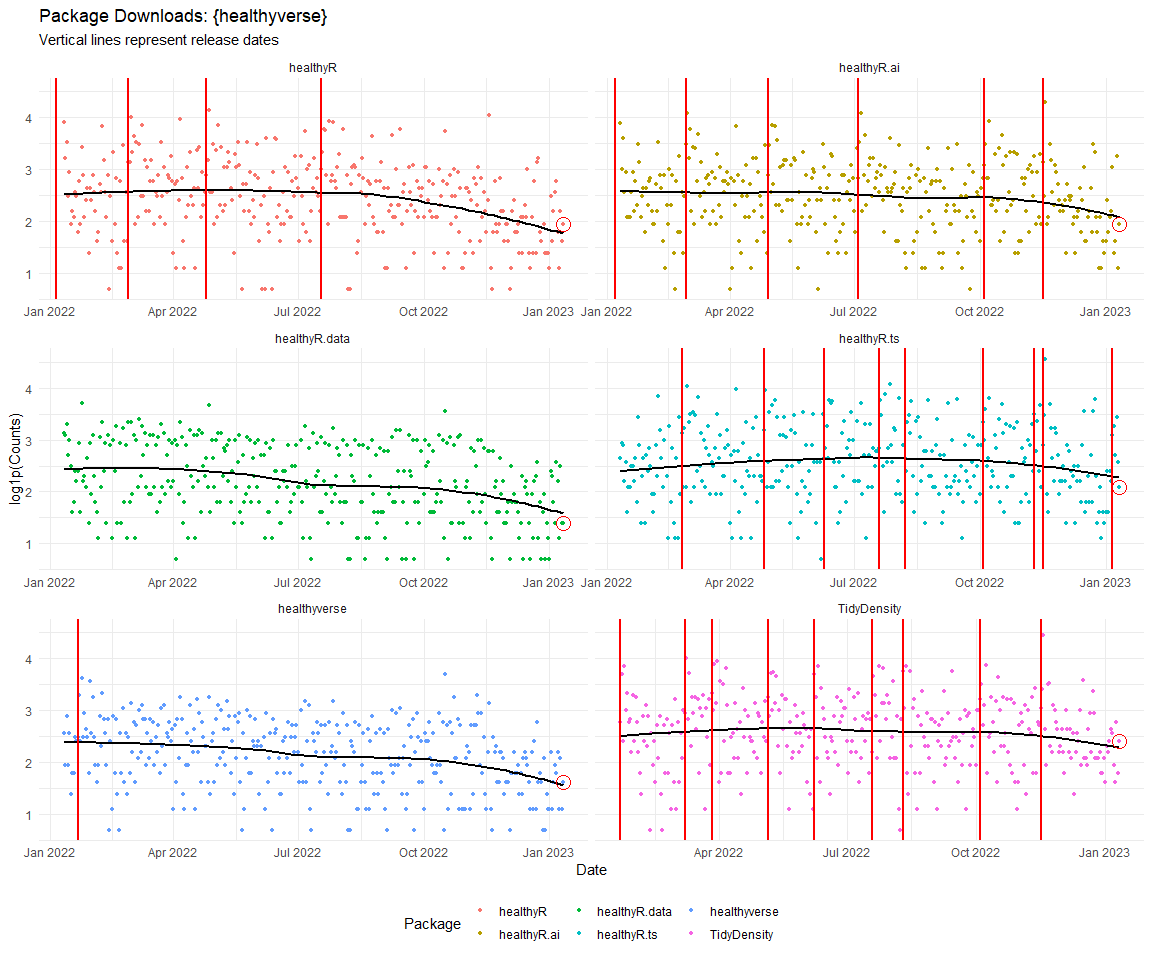 Package Downloads: {healthyverse}
Vertical lines represent release dates
healthyR
healthyR.ai
4
3
2
1
Jan 2022 Apr 2022 Jul 2022 Oct 2022 Jan 2023
Jan 2022 Apr 2022 Jul 2022 Oct 2022 Jan 2023
healthyR.data
healthyR.ts
log1p(Counts)
4
3
2
1
Jan 2022 Apr 2022 Jul 2022 Oct 2022 Jan 2023
Jan 2022 Apr 2022 Jul 2022 Oct 2022 Jan 2023
healthyverse
TidyDensity
4
3
2
1
Jan 2022 Apr 2022 Jul 2022 Oct 2022 Jan 2023
Apr 2022 Jul 2022 Oct 2022 Jan 2023
Date
Package
healthyR
healthyR.data
healthyverse
healthyR.ai
healthyR.ts
TidyDensity